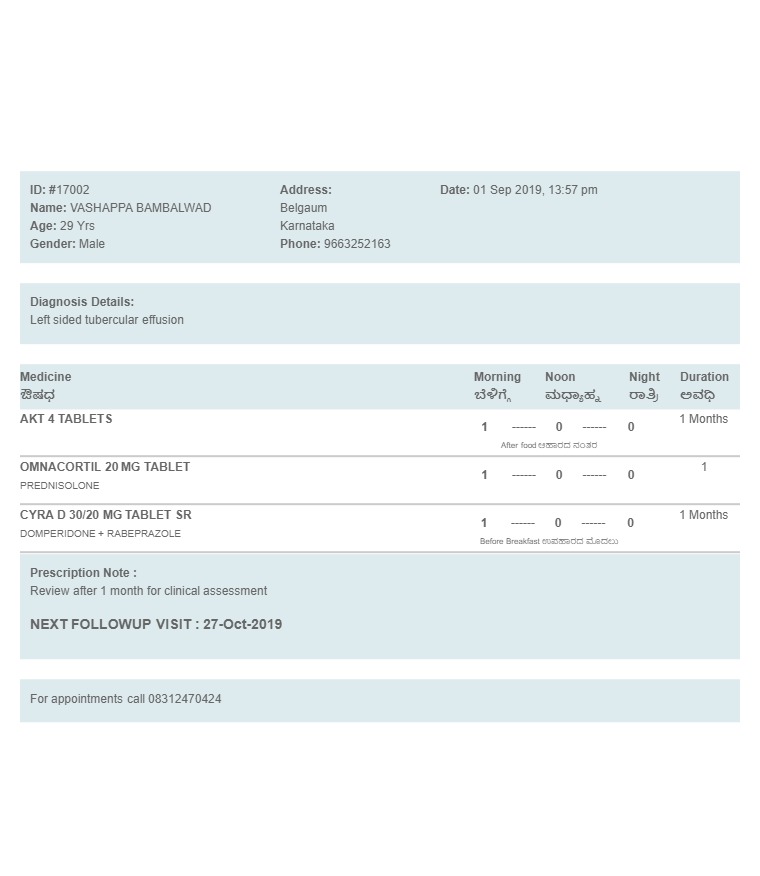 ID: #17002
Name: VASHAPPA BAMBALWAD
Age: 29 Yrs
Gender: Male
Address:
Belgaum
Karnataka
Phone: 9663252163
Date: 01 Sep 2019, 13:57 pm
Diagnosis Details:
Left sided tubercular effusion
Medicine Morning Noon Night Duration
ಔಷಧ ಬೆಳಿಗ್ಗೆ ಮಧ್ಯಾಹ್ನ ರಾತ್ರಿ ಅವಧಿ
AKT 4 TABLETS 1 ------ 0 ------ 0 1 Months
After food ಆಹಾರದ ನಂತರ
OMNACORTIL 20 MG TABLET 1 ------ 0 ------ 0 1
PREDNISOLONE
CYRA D 30/20 MG TABLET SR 1 ------ 0 ------ 0 1 Months
DOMPERIDONE + RABEPRAZOLE
Before Breakfast ಉಪಹಾರದ ಮೊದಲು
Prescription Note :
Review after 1 month for clinical assessment
NEXT FOLLOWUP VISIT : 27-Oct-2019
For appointments call 08312470424